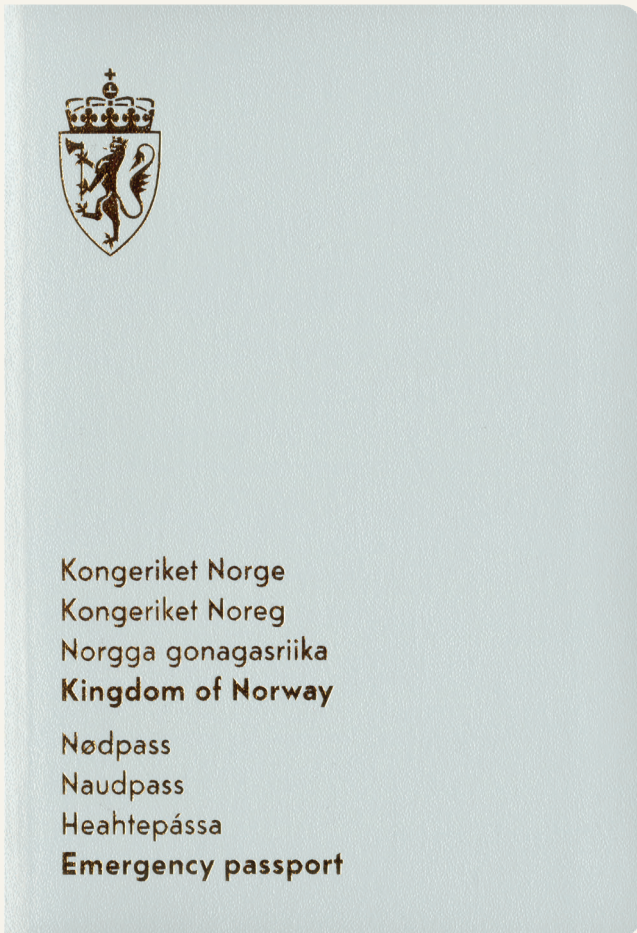 Kongeriket Norge
Kongeriket Noreg
Norgga gonagasriika
Kingdom of Norway
Nødpass
Naudpass
Heahtepássa
Emergency passport